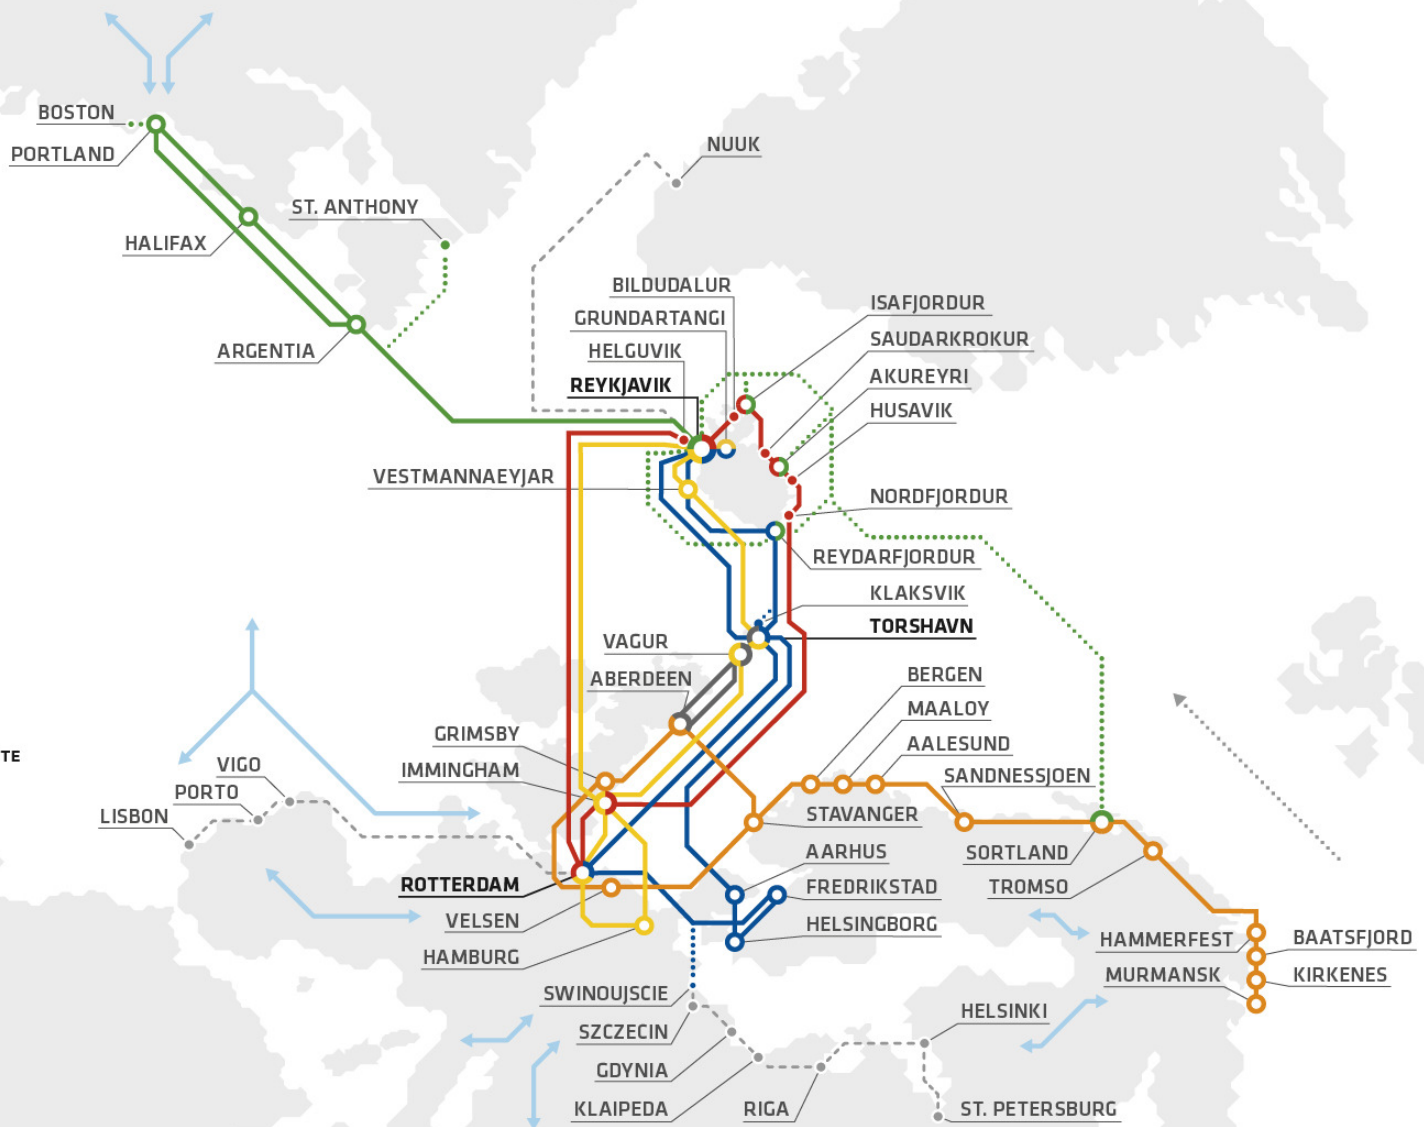 BOSTON
PORTLAND
NUUK
ST. ANTHONY
HALIFAX
BILDUDALUR
ISAFJORDUR
GRUNDARTANGI
SAUDARKROKUR
ARGENTIA
HELGUVIK
AKUREYRI
REYKJAVIK
HUSAVIK
VESTMANNAEYJAR
NORDFJORDUR
REYDARFJORDUR
KLAKSVIK
TORSHAVN
VAGUR
ABERDEEN
BERGEN
MAALOY
GRIMSBY
AALESUND
TE
VIGO
IMMINGHAM
SANDNESSJOEN
PORTO
LISBON
STAVANGER
AARHUS
SORTLAND
ROTTERDAM
FREDRIKSTAD
TROMSO
VELSEN
HELSINGBORG
HAMMERFEST
BAATSFJORD
HAMBURG
MURMANSK
KIRKENES
SWINOUJSCIE
HELSINKI
SZCZECIN
GDYNIA
KLAIPEDA
RIGA
ST. PETERSBURG